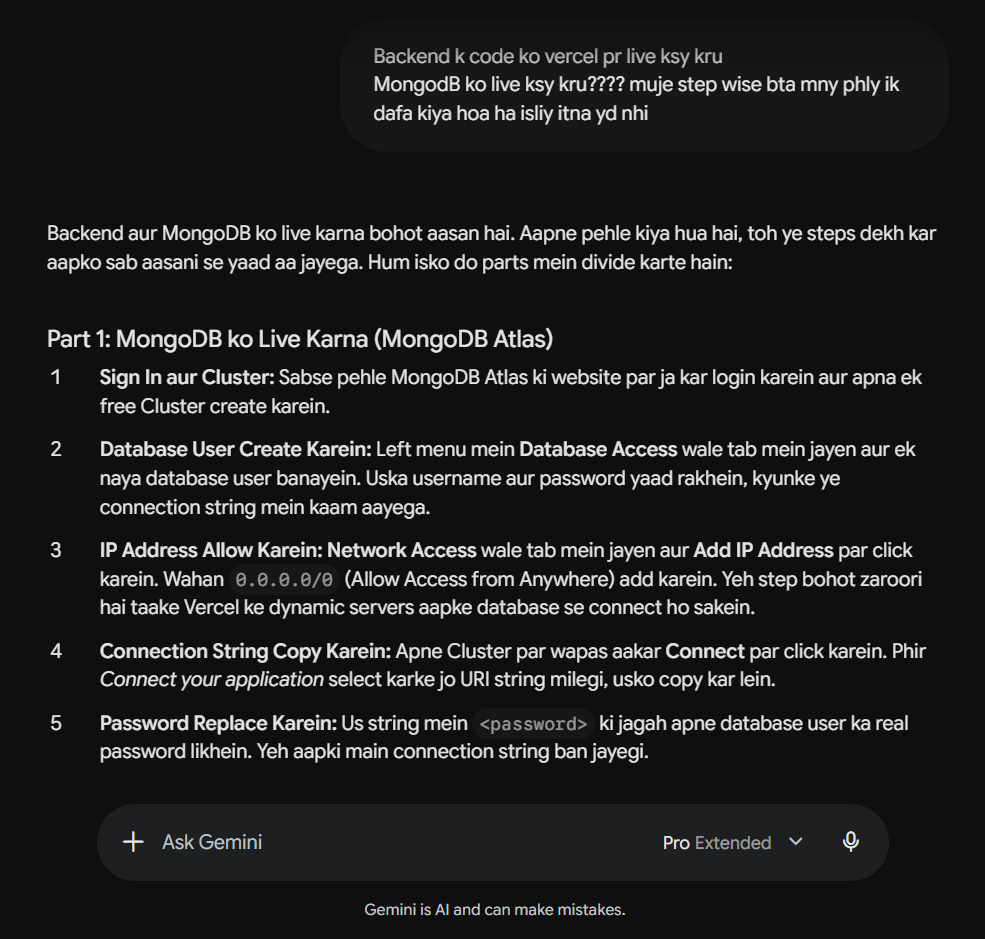 Backend k code ko vercel pr live ksy kru
MongodB ko live ksy kru???? muje step wise bta mny phly ik
dafa kiya hoa ha isliy itna yd nhi
Backend aur MongoDB ko live karna bohot aasan hai. Aapne pehle kiya hua hai, toh ye steps dekh kar
aapko sab aasani se yaad aa jayega. Hum isko do parts mein divide karte hain:
Part 1: MongoDB ko Live Karna (MongoDB Atlas)
1 Sign In aur Cluster: Sabse pehle MongoDB Atlas ki website par ja kar login karein aur apna ek
free Cluster create karein.
2 Database User Create Karein: Left menu mein Database Access wale tab mein jayen aur ek
naya database user banayein. Uska username aur password yaad rakhein, kyunke ye
connection string mein kaam aayega.
3 IP Address Allow Karein: Network Access wale tab mein jayen aur Add IP Address par click
karein. Wahan 0.0.0.0/0 (Allow Access from Anywhere) add karein. Yeh step bohot zaroori
hai taake Vercel ke dynamic servers aapke database se connect ho sakein.
4 Connection String Copy Karein: Apne Cluster par wapas aakar Connect par click karein. Phir
Connect your application select karke jo URI string milegi, usko copy kar lein.
5 Password Replace Karein: Us string mein <password> ki jagah apne database user ka real
password likhein. Yeh aapki main connection string ban jayegi.
Ask Gemini Pro Extended
Gemini is AI and can make mistakes.